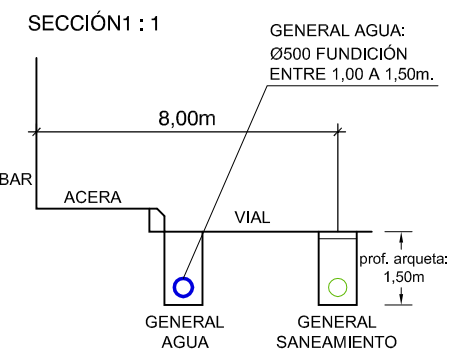 SECCIÓN1 : 1
GENERAL AGUA:
Ø500 FUNDICIÓN
ENTRE 1,00 A 1,50m.
8,00m
BAR
ACERA
VIAL
prof. arqueta:
1,50m
GENERAL
AGUA
GENERAL
SANEAMIENTO